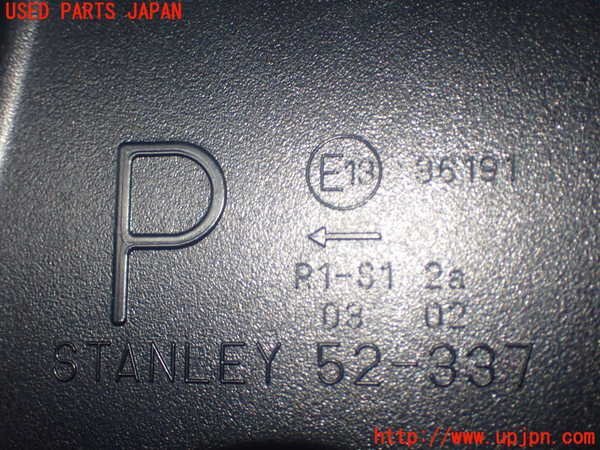 USED PARTS JAPAN
P
E13 36191
←
R1-S1 2a
03 02
STANLEY 52-337
http://www.upjpn.com/